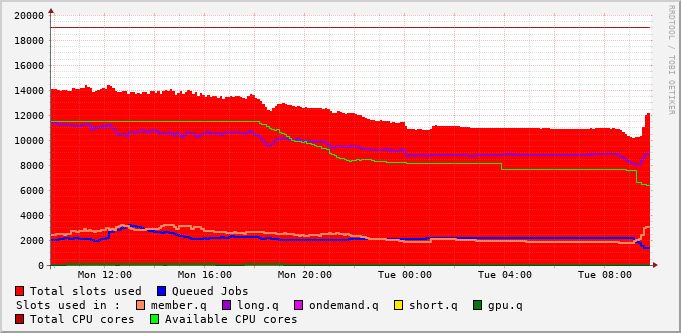 20000
18000
16000
14000
12000
10000
8000
6000
4000
2000
0
Mon 12:00 Mon 16:00 Mon 20:00 Tue 00:00 Tue 04:00 Tue 08:00
RRDTOOL / TOBI OETIKER
Total slots used Queued Jobs
Slots used in : member.q long.q ondemand.q short.q gpu.q
Total CPU cores Available CPU cores